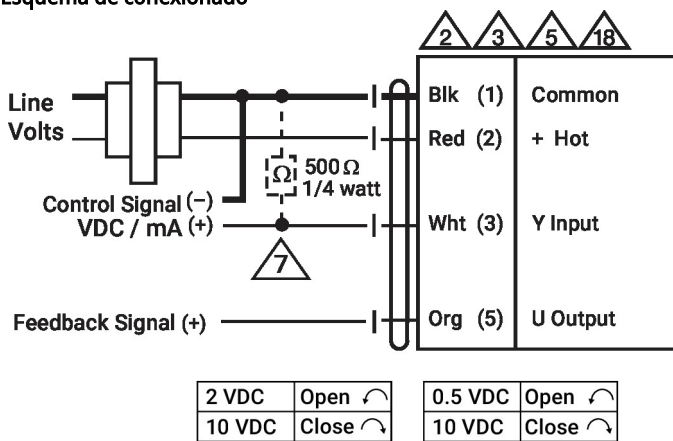 Esquema de conexionado
2 3 5 18
Line
Volts
Blk (1) Common
Red (2) + Hot
Ω 500 Ω
1/4 watt
Control Signal (−)
VDC / mA (+)
Wht (3) Y Input
7
Feedback Signal (+)
Org (5) U Output
2 VDC Open
10 VDC Close
0.5 VDC Open
10 VDC Close